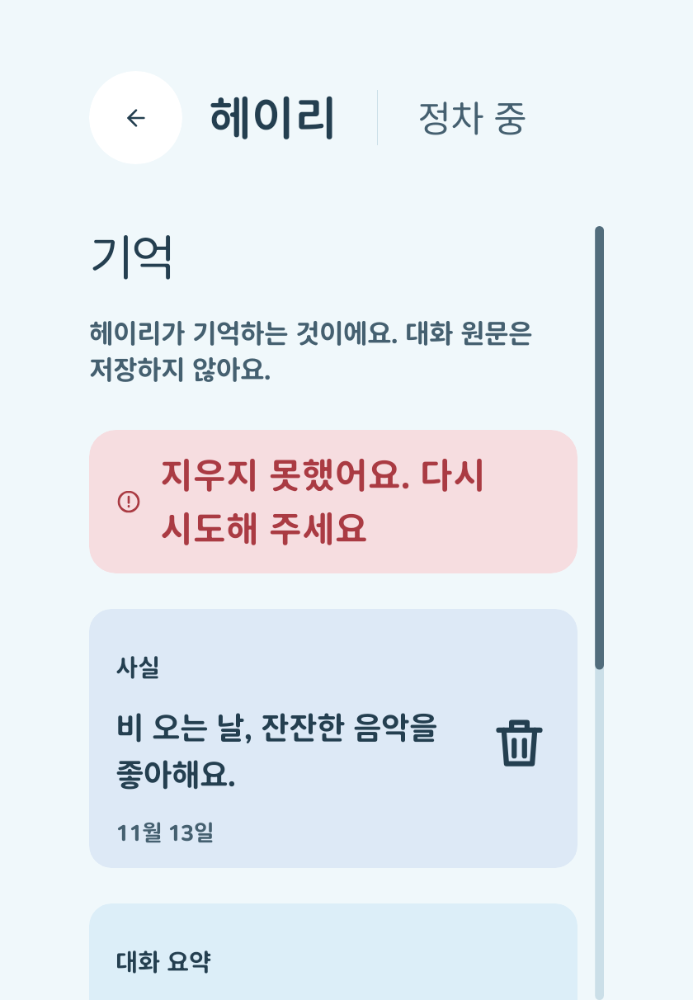 헤이리
정차 중
기억
헤이리가 기억하는 것이에요. 대화 원문은
저장하지 않아요.
지우지 못했어요. 다시
시도해 주세요
사실
비 오는 날, 잔잔한 음악을
좋아해요.
11월 13일
대화 요약